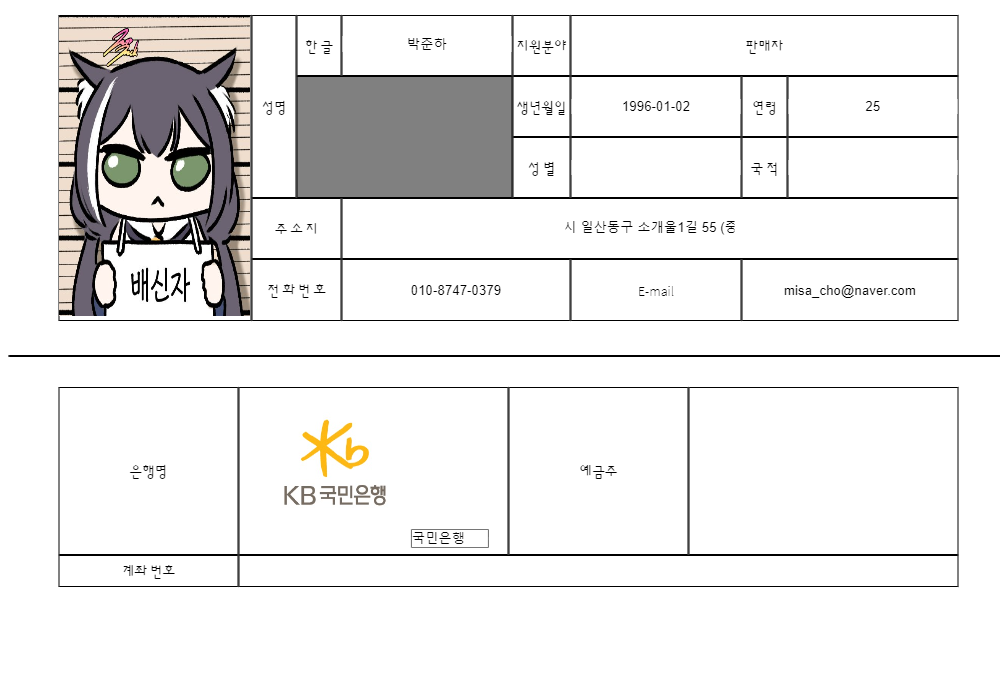 성명
한글
박준하
지원분야
판매자
생년월일
1996-01-02
연령
25
성별
국적
주소지
시 일산동구 소개울1길 55 (중
전화번호
010-8747-0379
E-mail
misa_cho@naver.com
배신자
은행명
KB국민은행
국민은행
예금주
계좌 번호